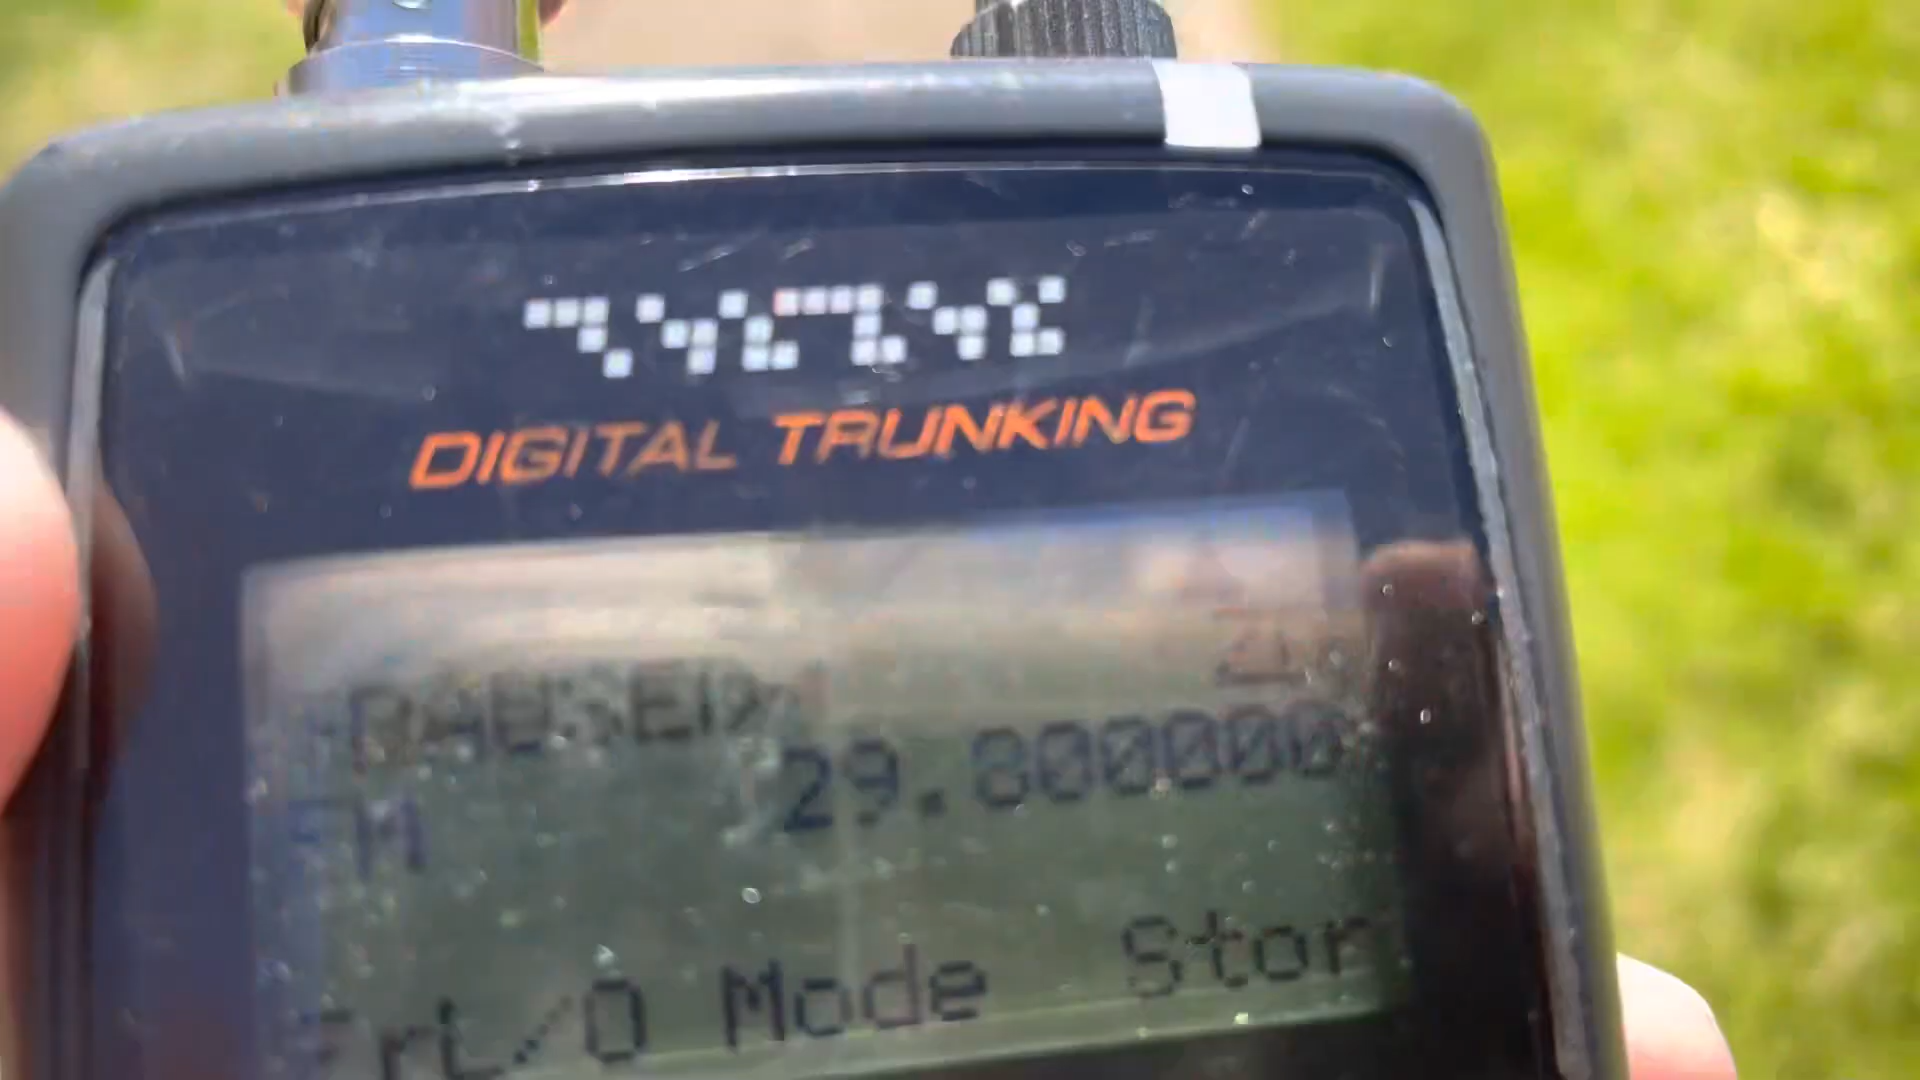 DIGITAL TRUNKING
PAUSED
29.800000
FM
Mode Stor